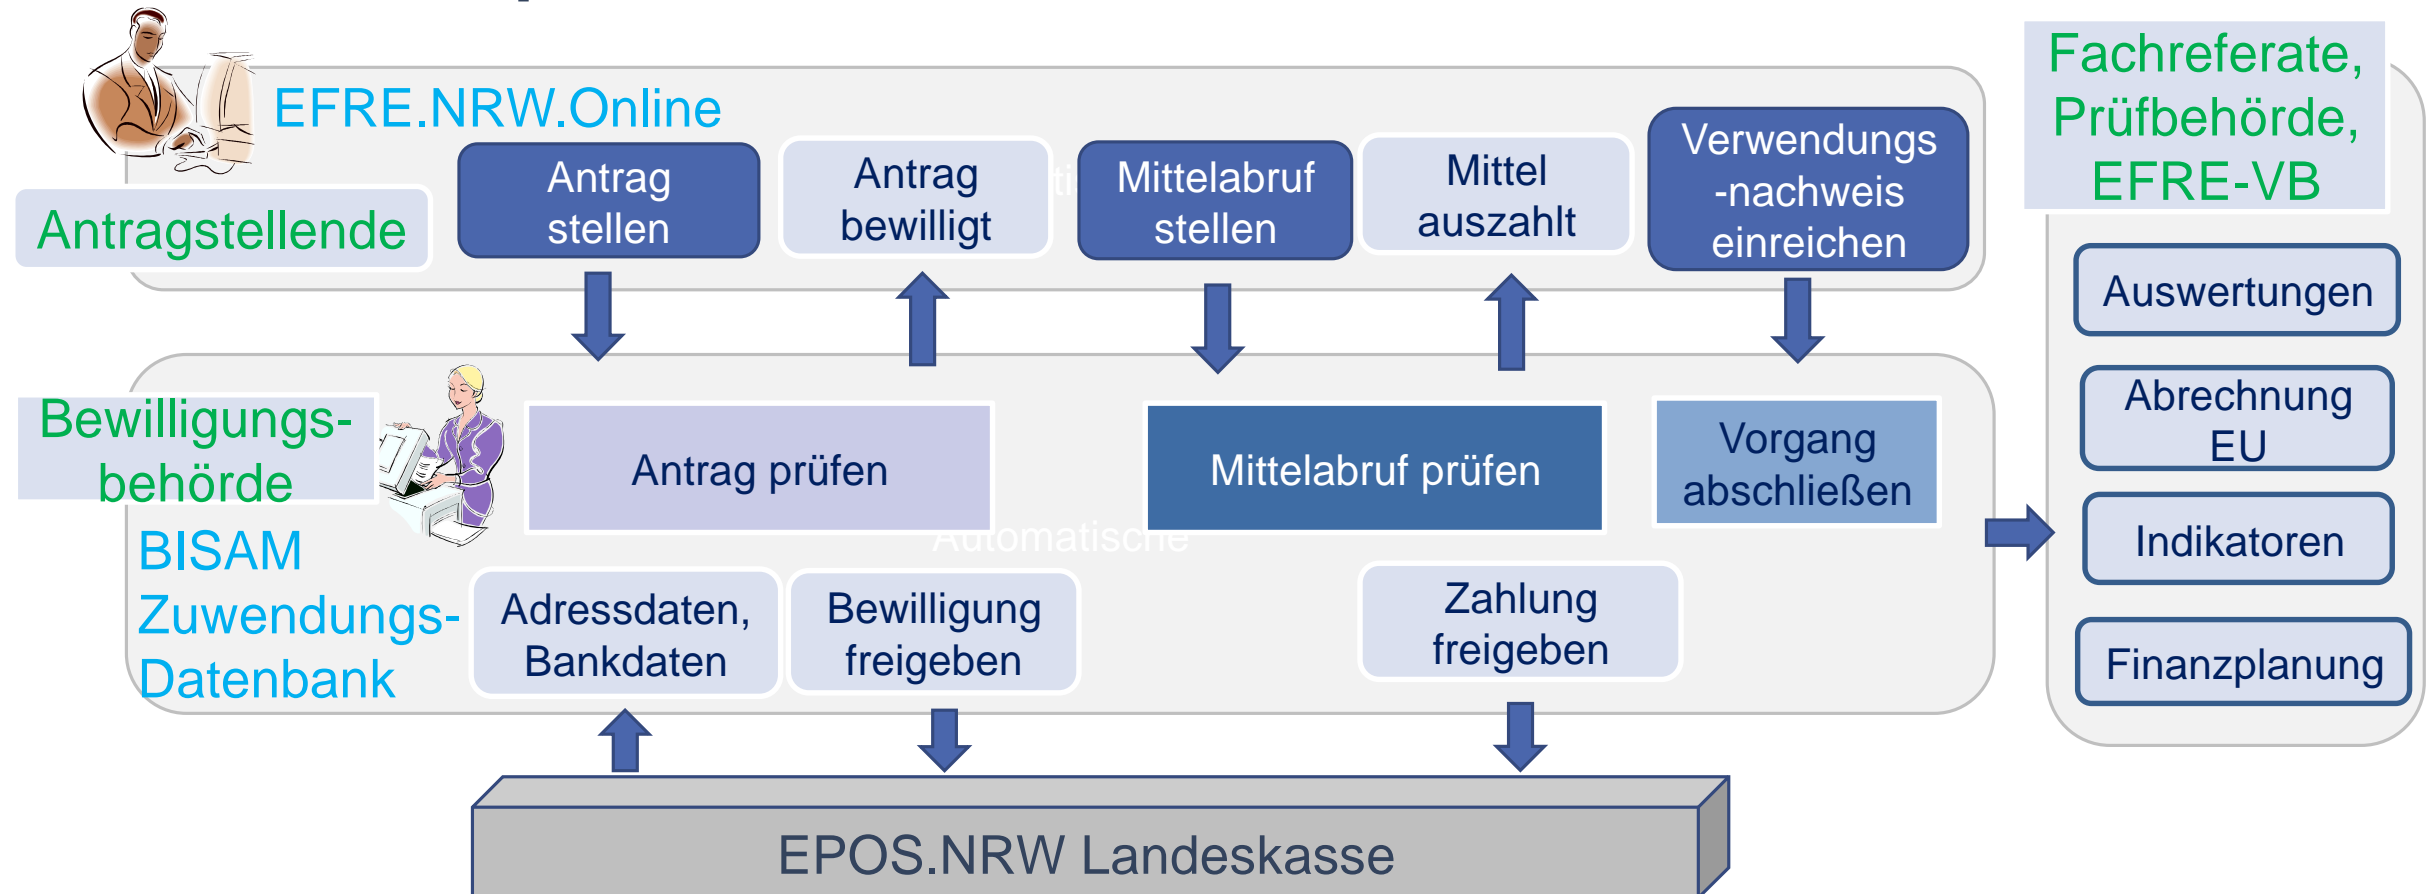 EFRE.NRW.Online
Antragstellende
Antrag
stellen
Antrag
bewilligt
Mittelabruf
stellen
Mittel
auszahlt
Verwendungs
-nachweis
einreichen
Fachreferate,
Prüfbehörde,
EFRE-VB
Auswertungen
Abrechnung
EU
Indikatoren
Finanzplanung
Bewilligungs-
behörde
BISAM
Zuwendungs-
Datenbank
Antrag prüfen
Mittelabruf prüfen
Vorgang
abschließen
Automatische
Adressdaten,
Bankdaten
Bewilligung
freigeben
Zahlung
freigeben
EPOS.NRW Landeskasse